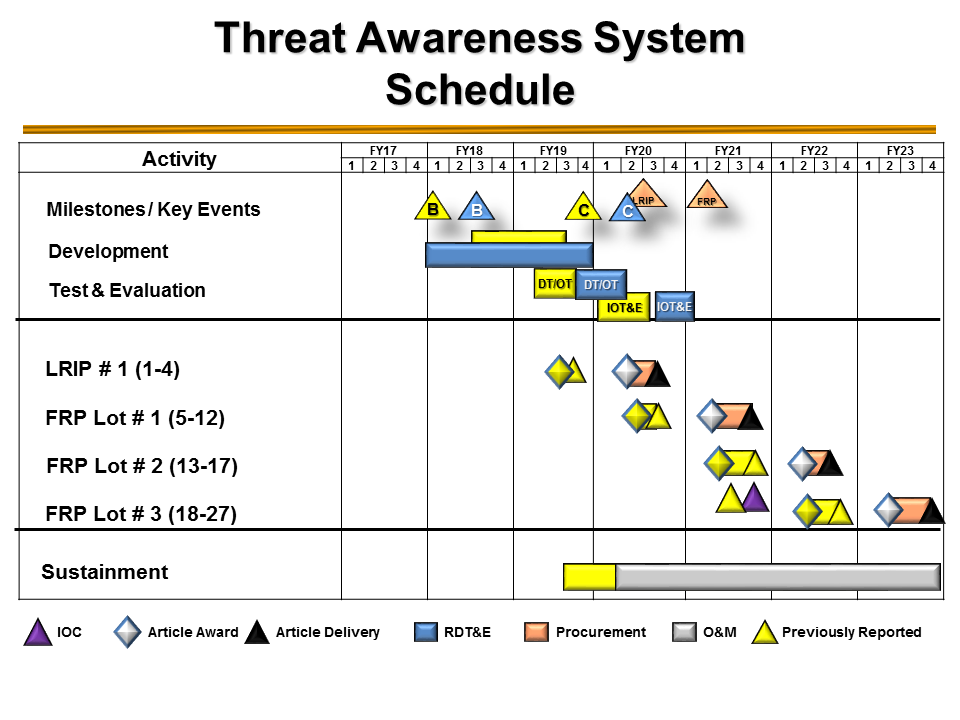 Threat Awareness System
Schedule
Activity
FY17 FY18 FY19 FY20 FY21 FY22 FY23
1 2 3 4 1 2 3 4 1 2 3 4 1 2 3 4 1 2 3 4 1 2 3 4 1 2 3 4
Milestones / Key Events
B B C C LRIP FRP
Development
Test & Evaluation
DT/OT DT/OT
IOT&E IOT&E
LRIP # 1 (1-4)
FRP Lot # 1 (5-12)
FRP Lot # 2 (13-17)
FRP Lot # 3 (18-27)
Sustainment
IOC Article Award Article Delivery RDT&E Procurement O&M Previously Reported